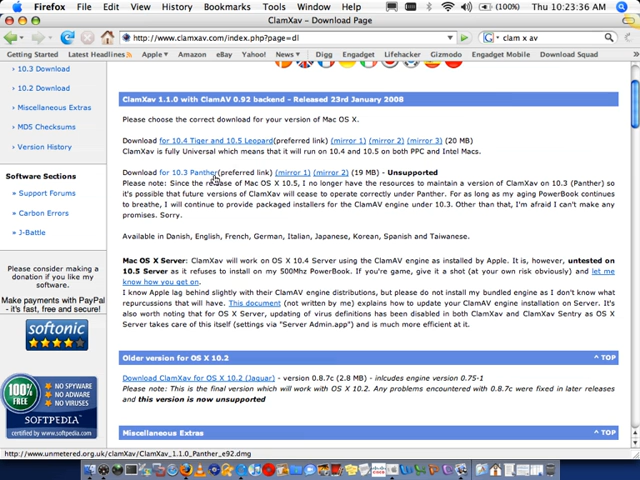 Firefox File Edit View History Bookmarks Tools Window Help (100%) 10:23:36 AM
ClamXav – Download Page
http://www.clamxav.com/index.php?page=dl
clam x av
Getting Started Latest Headlines Apple Amazon eBay Yahoo! News Digg Engadget Lifehacker Gizmodo Engadget Mobile Download Squad
10.3 Download
10.2 Download
Miscellaneous Extras
MD5 Checksums
Version History
Software Sections
Support Forums
Carbon Errors
J-Battle
Please consider making a
donation if you like my
software.
Make payments with PayPal
- it's fast, free and secure!
softonic
100% FREE
NO SPYWARE
NO ADWARE
NO VIRUSES
SOFTPEDIA
certified by www.softpedia.com
ClamXav 1.1.0 with ClamAV 0.92 backend - Released 23rd January 2008
Please choose the correct download for your version of Mac OS X.
Download for 10.4 Tiger and 10.5 Leopard(preferred link) (mirror 1) (mirror 2) (mirror 3) (20 MB)
ClamXav is fully Universal which means that it will run on 10.4 and 10.5 on both PPC and Intel Macs.
Download for 10.3 Panther(preferred link) (mirror 1) (mirror 2) (19 MB) - Unsupported
Please note: Since the release of Mac OS X 10.5, I no longer have the resources to maintain a version of ClamXav on 10.3 (Panther) so
it's possible that future versions of ClamXav will cease to operate correctly under Panther. For as long as my aging PowerBook continues
to breathe, I will continue to provide packaged installers for the ClamAV engine under 10.3. Other than that, I'm afraid I can't make any
promises. Sorry.
Available in Danish, English, French, German, Italian, Japanese, Korean, Spanish and Taiwanese.
Mac OS X Server: ClamXav will work on OS X 10.4 Server using the ClamAV engine as installed by Apple. It is, however, untested on
10.5 Server as it refuses to install on my 500Mhz PowerBook. If you're game, give it a shot (at your own risk obviously) and let me
know how you get on.
I know Apple lag behind slightly with their ClamAV engine distributions, but please do not install my bundled engine as I don't know what
repurcussions that will have. This document (not written by me) explains how to update your ClamAV engine installation on Server. It's
also worth noting that for OS X Server, updating of virus definitions has been disabled in both ClamXav and ClamXav Sentry as OS X
Server takes care of this itself (settings via "Server Admin.app") and is much more efficient at it.
Older version for OS X 10.2 TOP
Download ClamXav for OS X 10.2 (Jaguar) - version 0.8.7c (2.8 MB) - inlcudes engine version 0.75-1
Please note: This is the final version which will work with OS X 10.2. Any problems encountered with 0.8.7c were fixed in later releases
and this version is now unsupported
Miscellaneous Extras TOP
http://www.unmetered.org.uk/clamXav/ClamXav_1.1.0_Panther_e92.dmg